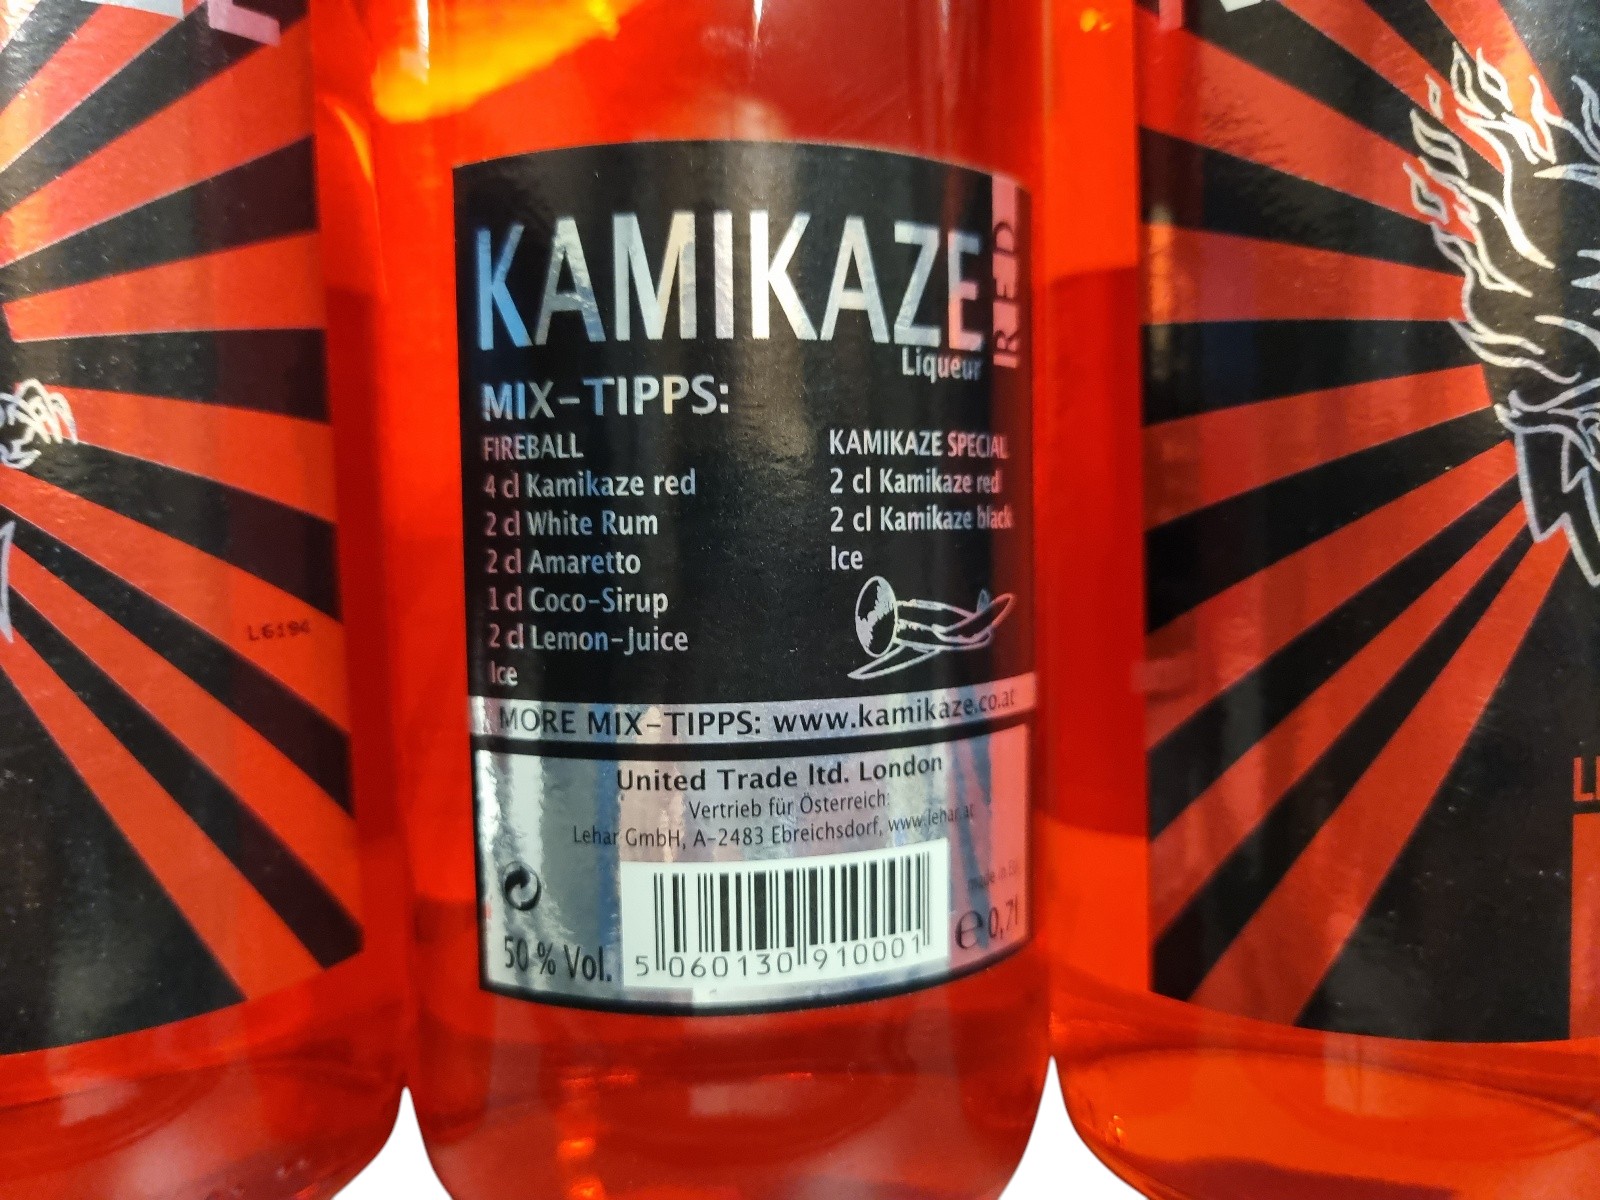 KAMIKAZE
RED
Liqueur
MIX-TIPPS:
FIREBALL
4 cl Kamikaze red
2 cl White Rum
2 cl Amaretto
1 cl Coco-Sirup
2 cl Lemon-Juice
Ice
KAMIKAZE SPECIAL
2 cl Kamikaze red
2 cl Kamikaze black
Ice
MORE MIX-TIPPS: www.kamikaze.co.at
United Trade ltd. London
Vertrieb für Österreich:
Lehar GmbH, A-2483 Ebreichsdorf, www.lehar.at
made in EU
50 % Vol.
5 060130 910001
e 0,7l
L6194